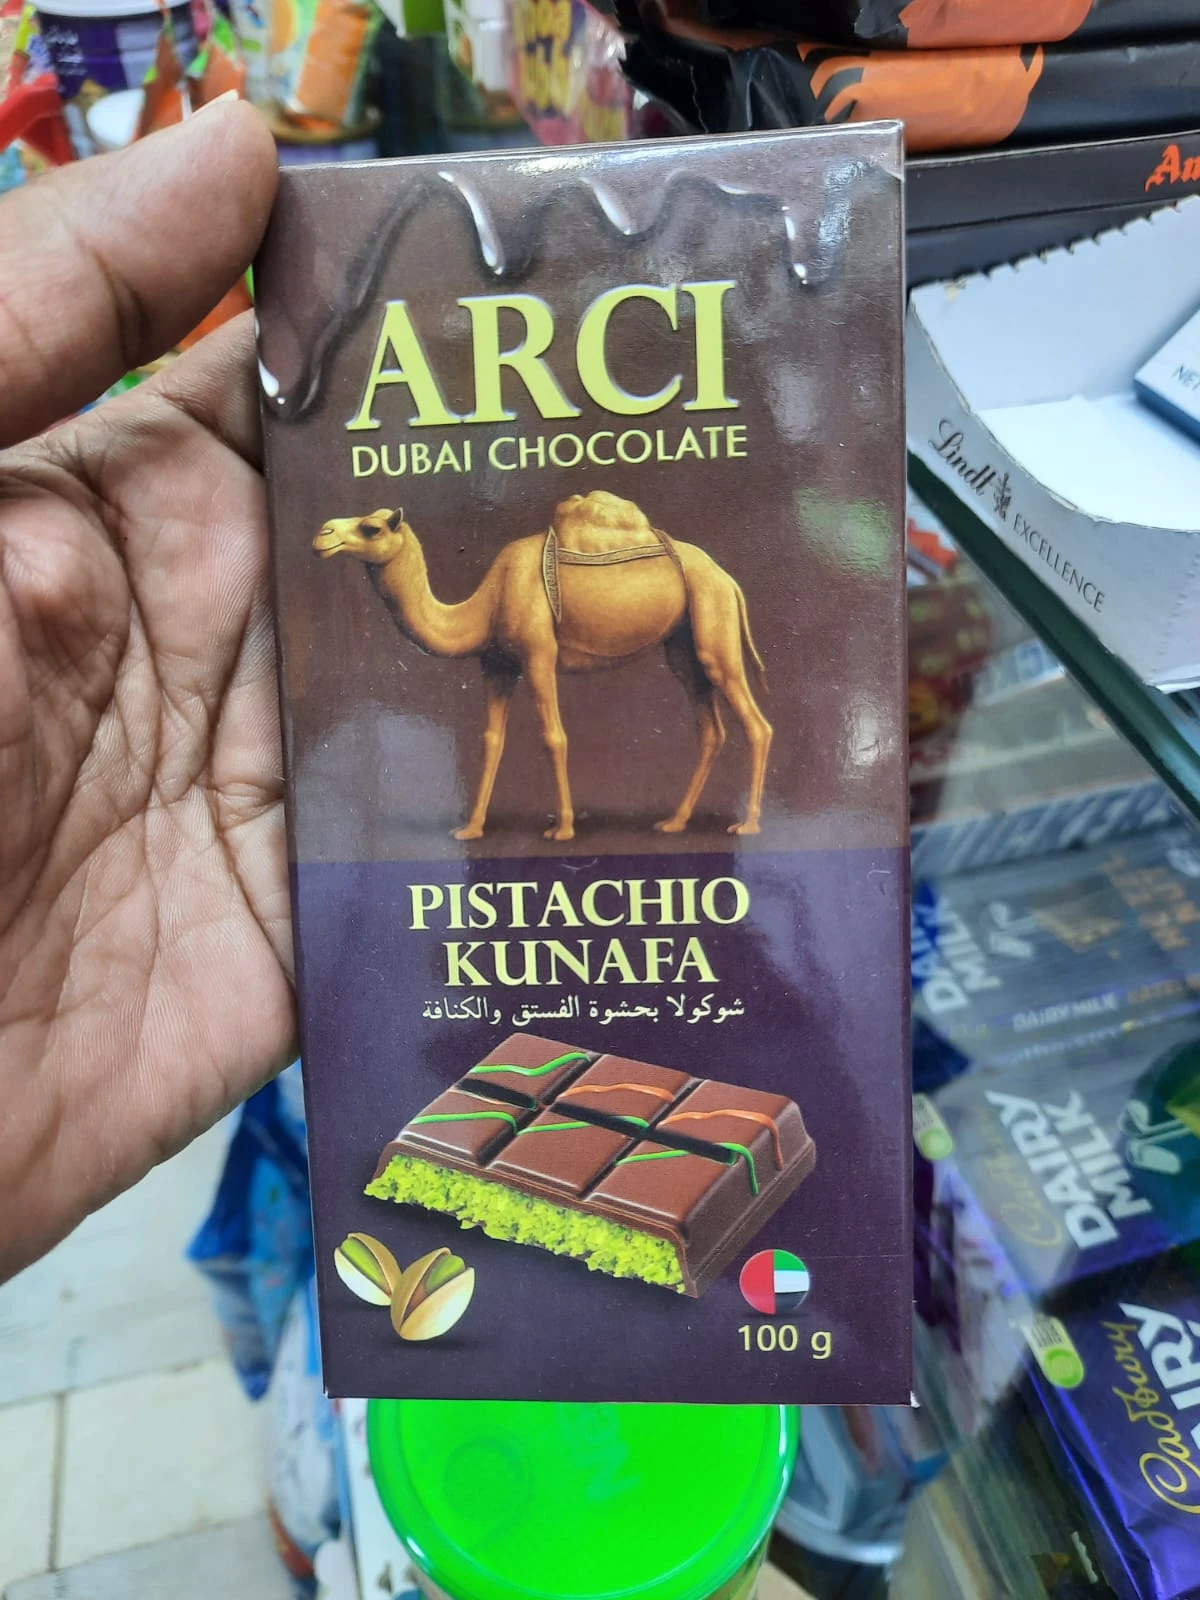 ARCI
DUBAI CHOCOLATE
PISTACHIO
KUNAFA
شوكولا بحشوة الفستق والكنافة
100 g
Lindt
EXCELLENCE
DAIRY
MILK
DAIRY MILK
Cadbury
DAIRY
MILK
Cadbury